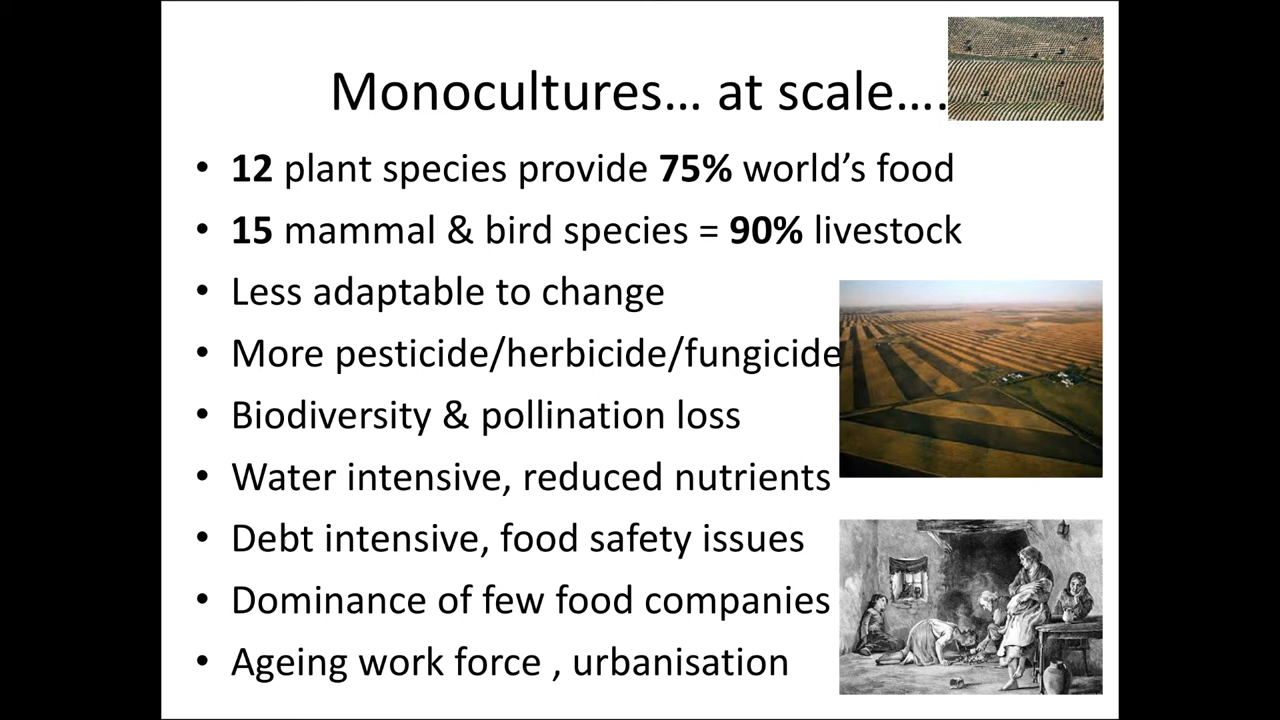 Monocultures... at scale....
• 12 plant species provide 75% world’s food
• 15 mammal & bird species = 90% livestock
• Less adaptable to change
• More pesticide/herbicide/fungicide
• Biodiversity & pollination loss
• Water intensive, reduced nutrients
• Debt intensive, food safety issues
• Dominance of few food companies
• Ageing work force , urbanisation